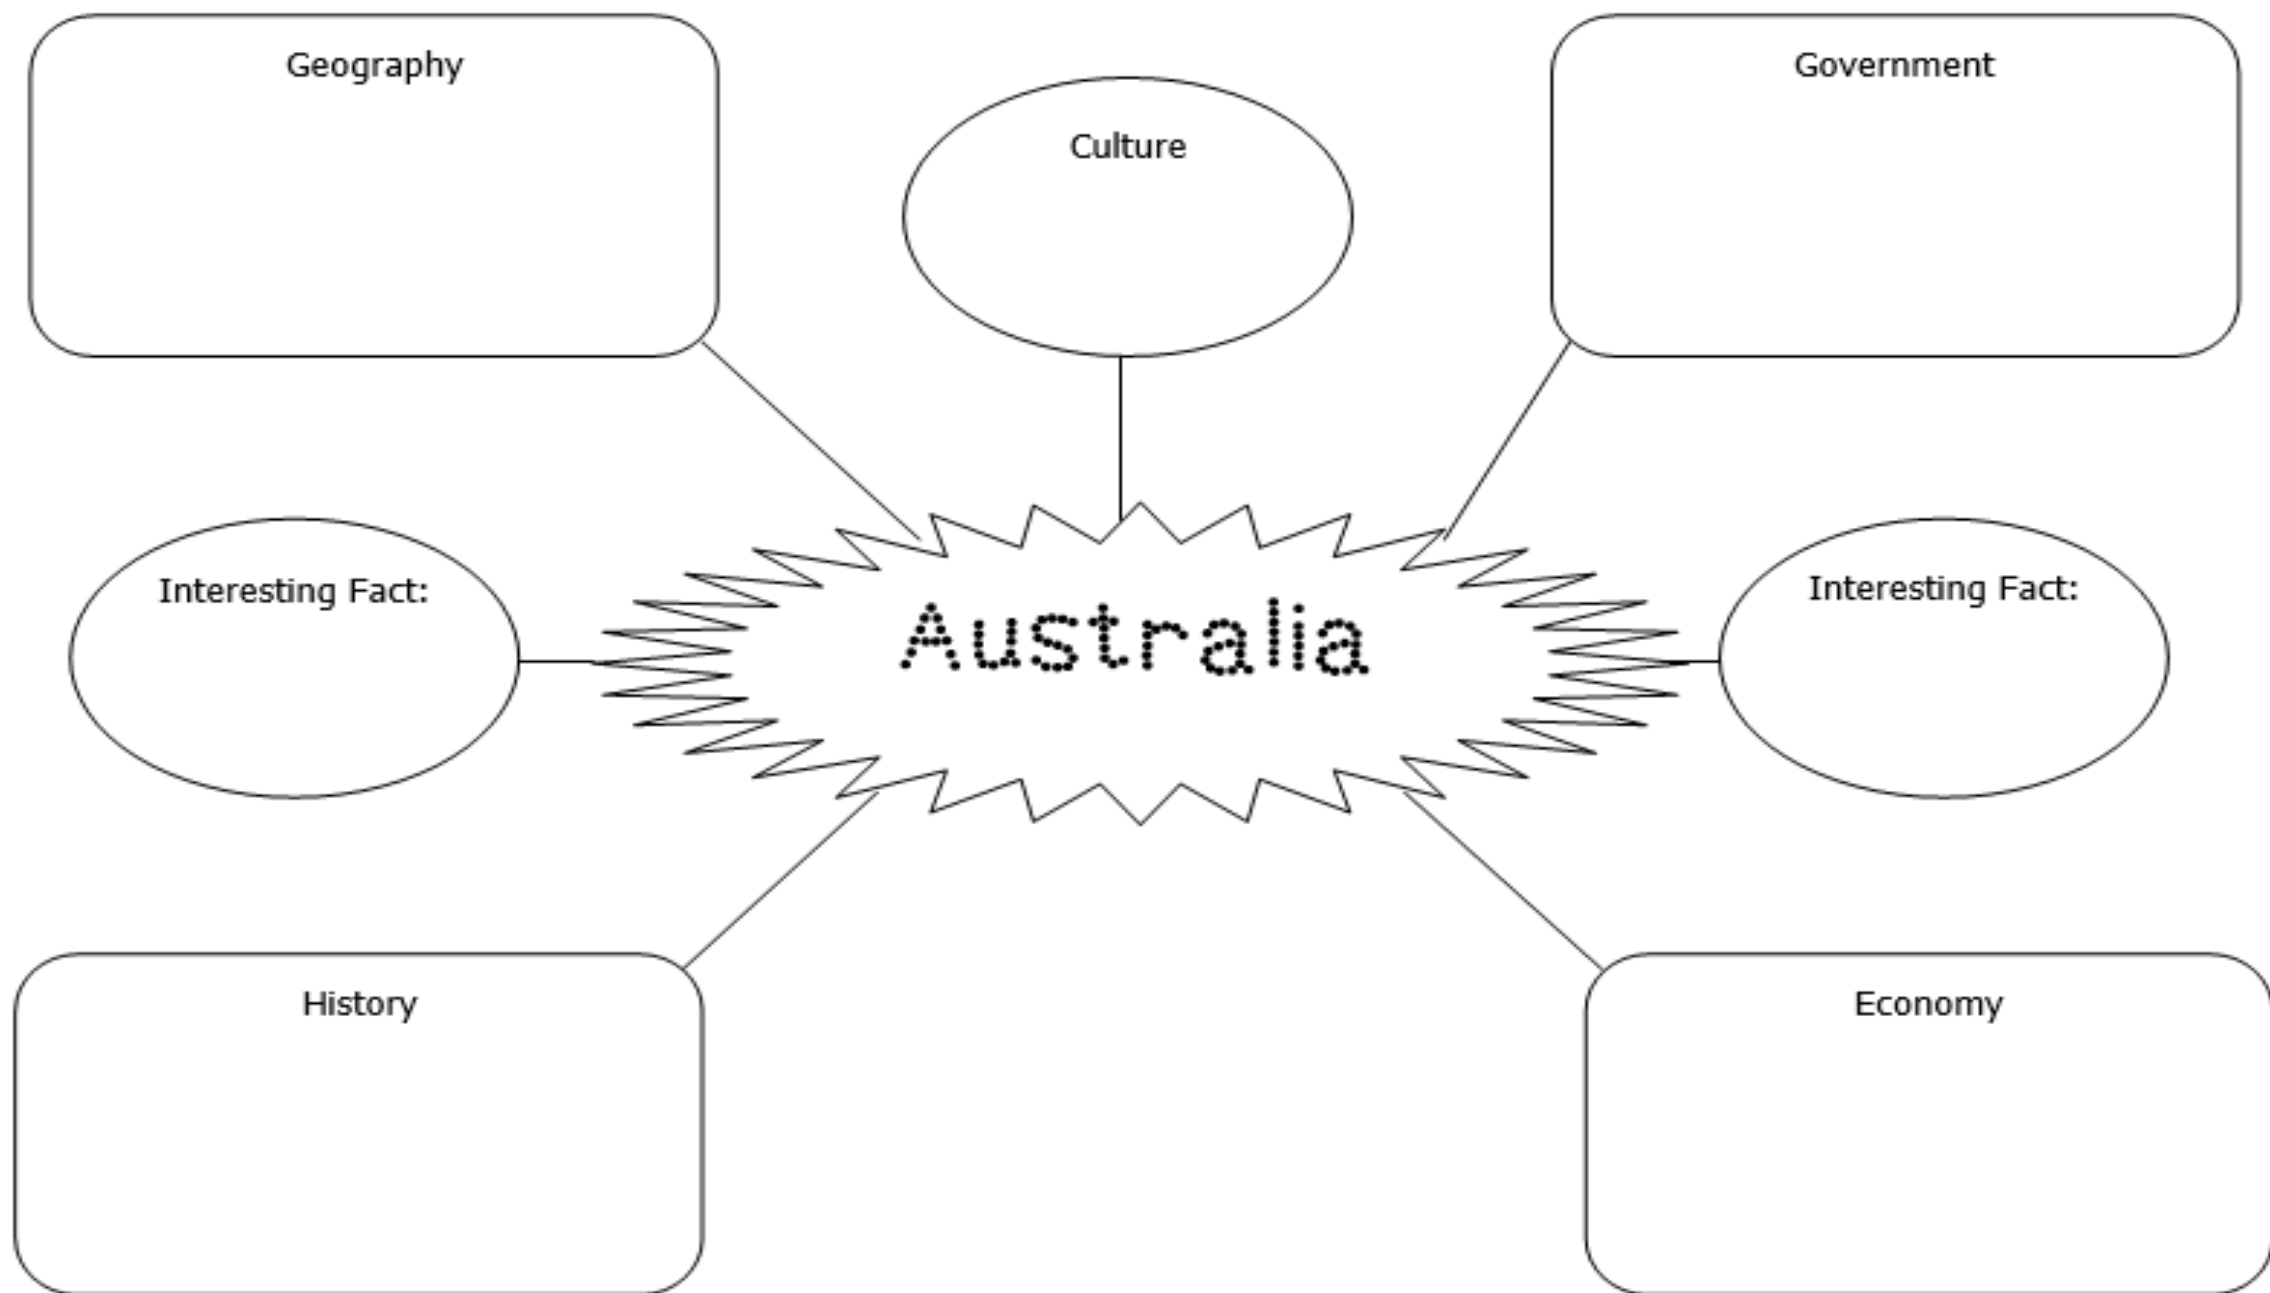 Geography
Culture
Government
Interesting Fact:
Australia
Interesting Fact:
History
Economy